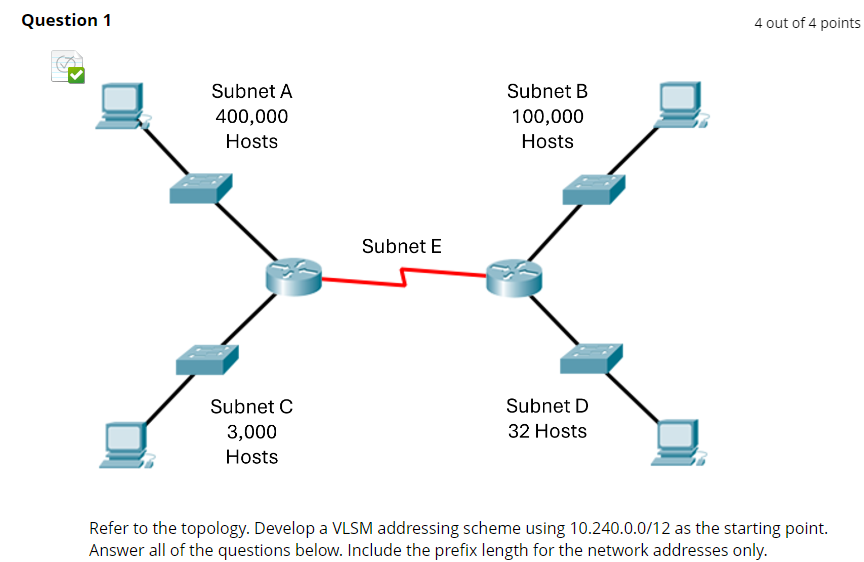 Question 1
4 out of 4 points
Subnet A
400,000
Hosts
Subnet B
100,000
Hosts
Subnet E
Subnet C
3,000
Hosts
Subnet D
32 Hosts
Refer to the topology. Develop a VLSM addressing scheme using 10.240.0.0/12 as the starting point.
Answer all of the questions below. Include the prefix length for the network addresses only.